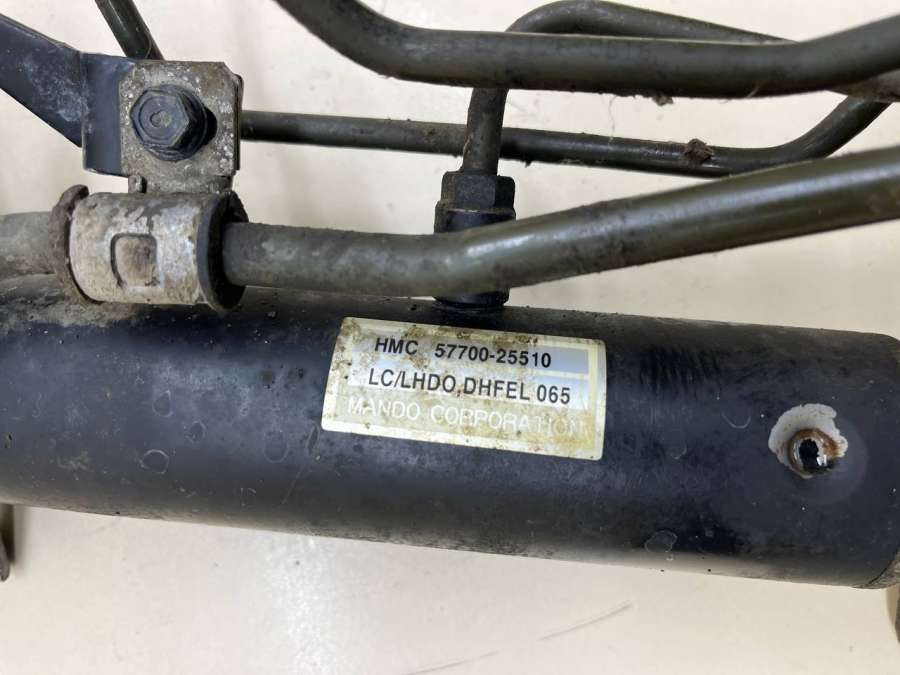 HMC 57700-25510
LC/LHDO,DHFEL 065
MANDO CORPORATION